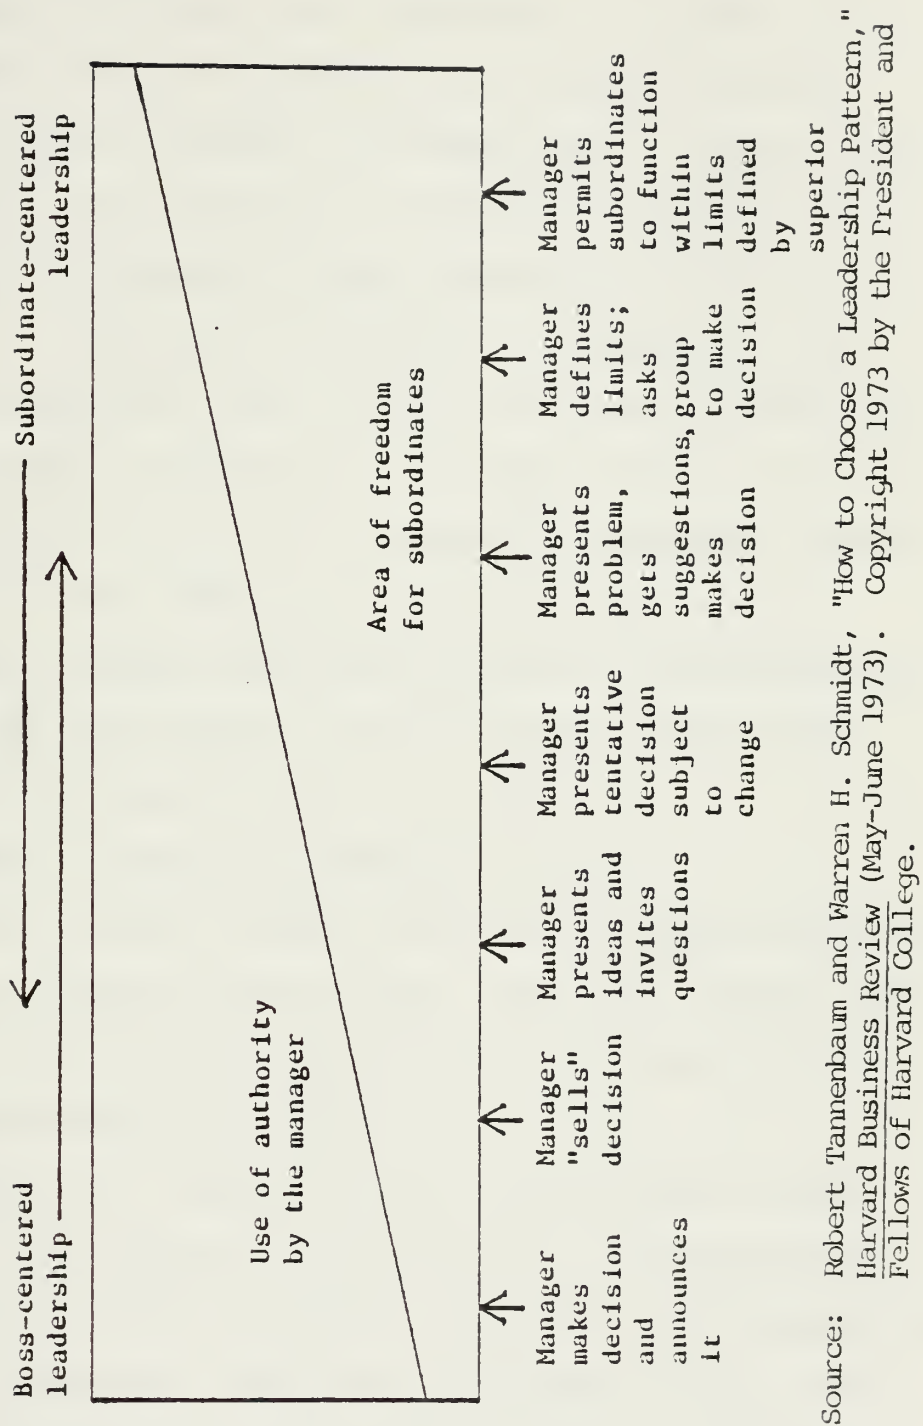 Boss-centered
leadership
Subordinate-centered
leadership
Use of authority
by the manager
Area of freedom
for subordinates
Manager
makes
decision
and
announces
it
Manager
"sells"
decision
Manager
presents
ideas and
invites
questions
Manager
presents
tentative
decision
subject
to
change
Manager
presents
problem,
gets
suggestions,
makes
decision
Manager
defines
limits;
asks
group
to make
decision
Manager
permits
subordinates
to function
within
limits
defined
by
superior
Source: Robert Tannenbaum and Warren H. Schmidt, "How to Choose a Leadership Pattern,"
Harvard Business Review (May-June 1973). Copyright 1973 by the President and
Fellows of Harvard College.